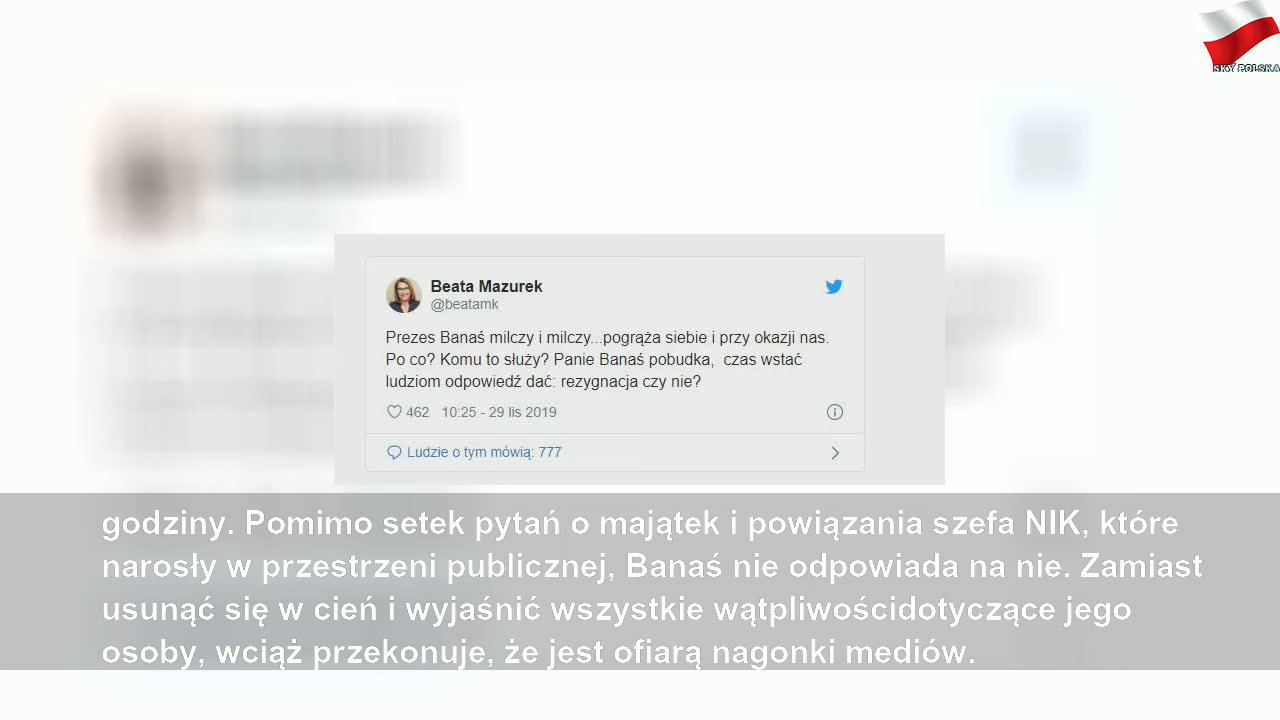 SKY POLSKA
Beata Mazurek
@beatamk
Prezes Banaś milczy i milczy...pogrąża siebie i przy okazji nas.
Po co? Komu to służy? Panie Banaś pobudka,  czas wstać
ludziom odpowiedź dać: rezygnacja czy nie?
462 10:25 - 29 lis 2019
Ludzie o tym mówią: 777
godziny. Pomimo setek pytań o majątek i powiązania szefa NIK, które
narosły w przestrzeni publicznej, Banaś nie odpowiada na nie. Zamiast
usunąć się w cień i wyjaśnić wszystkie wątpliwościdotyczące jego
osoby, wciąż przekonuje, że jest ofiarą nagonki mediów.